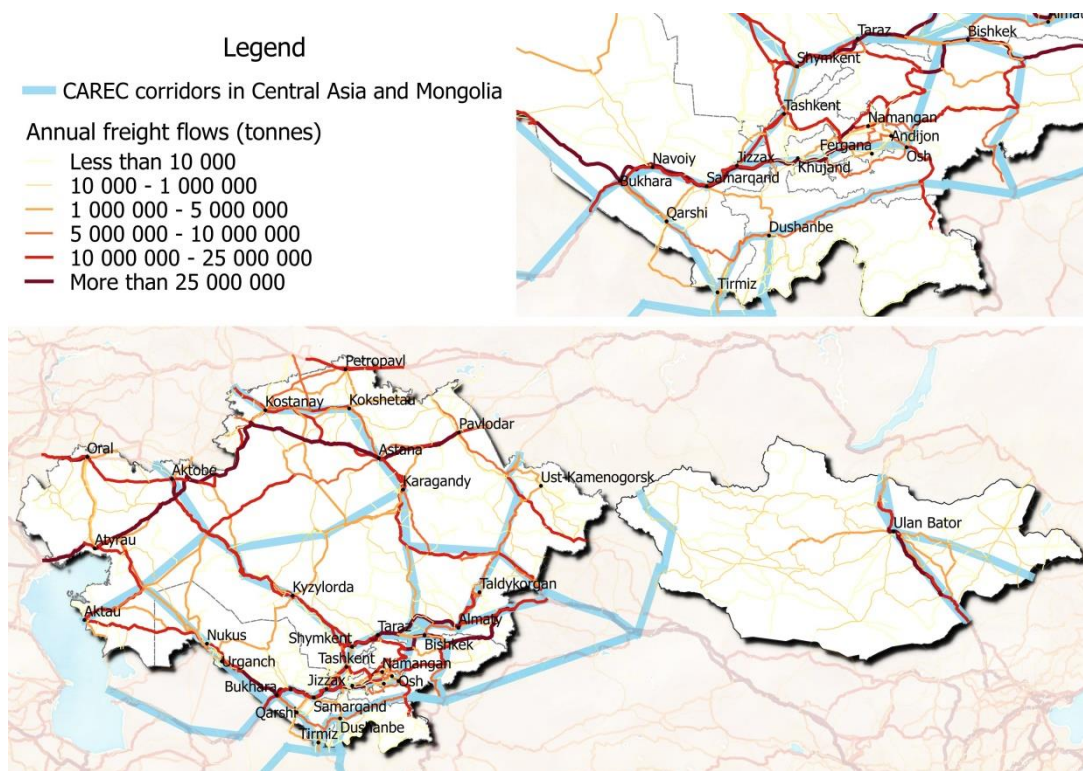 Legend
CAREC corridors in Central Asia and Mongolia
Annual freight flows (tonnes)
Less than 10 000
10 000 - 1 000 000
1 000 000 - 5 000 000
5 000 000 - 10 000 000
10 000 000 - 25 000 000
More than 25 000 000
Taraz
Bishkek
Shymkent
Tashkent
Namangan
Andijon
Fergana
Osh
Khujand
Jizzax
Navoiy
Samarqand
Bukhara
Qarshi
Dushanbe
Tirmiz
Petropavl
Kostanay
Kokshetau
Pavlodar
Oral
Astana
Aktobe
Karagandy
Ust-Kamenogorsk
Ulan Bator
Atyrau
Kyzylorda
Taldykorgan
Aktau
Almaty
Taraz
Nukus
Shymkent
Bishkek
Urganch
Tashkent
Namangan
Bukhara
Jizzax
Osh
Samarqand
Qarshi
Dushanbe
Tirmiz